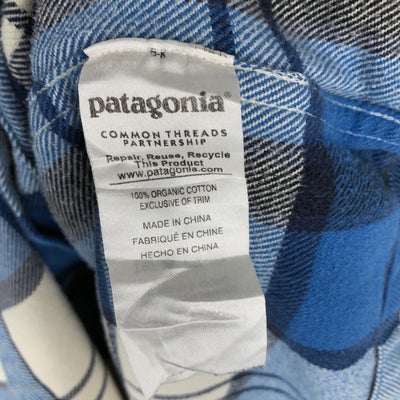 patagonia®
COMMON THREADS
PARTNERSHIP
Repair, Reuse, Recycle
This Product
www.patagonia.com
100% ORGANIC COTTON
EXCLUSIVE OF TRIM
MADE IN CHINA
FABRIQUÉ EN CHINE
HECHO EN CHINA